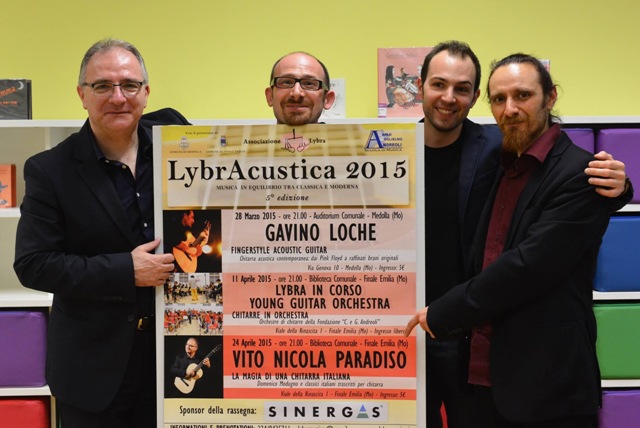 Associazione Lybra
LybrAcustica 2015
MUSICA IN EQUILIBRIO TRA CLASSICA E MODERNA
5ª edizione
28 Marzo 2015 - ore 21.00 - Auditorium Comunale - Medolla (Mo)
GAVINO LOCHE
FINGERSTYLE ACOUSTIC GUITAR
Chitarra acustica contemporanea: dai Pink Floyd a raffinati brani originali
Via Genova 10 - Medolla (Mo) - Ingresso: 5€
11 Aprile 2015 - ore 21.00 - Biblioteca Comunale - Finale Emilia (Mo)
LYBRA IN CORSO
YOUNG GUITAR ORCHESTRA
CHITARRE IN ORCHESTRA
Orchestre di chitarre della Fondazione "C. e G. Andreoli"
Viale della Rinascita 1 - Finale Emilia (Mo) - Ingresso libero
24 Aprile 2015 - ore 21.00 - Biblioteca Comunale - Finale Emilia (Mo)
VITO NICOLA PARADISO
LA MAGIA DI UNA CHITARRA ITALIANA
Domenico Modugno e classici italiani trascritti per chitarra
Viale della Rinascita 1 - Finale Emilia (Mo) - Ingresso: 5€
Sponsor della rassegna: SINERGAS
INFORMAZIONI E PRENOTAZIONI: